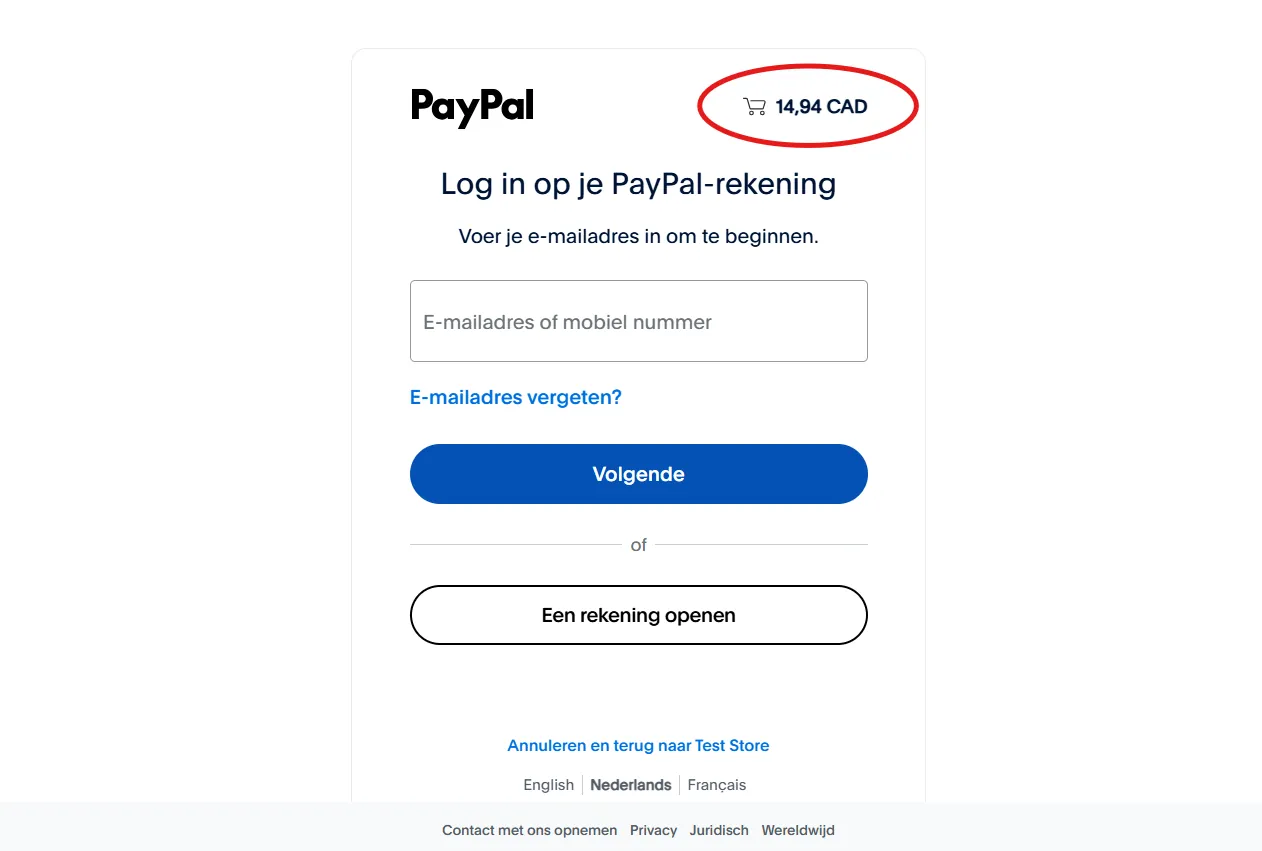 PayPal
14,94 CAD
Log in op je PayPal-rekening
Voer je e-mailadres in om te beginnen.
E-mailadres of mobiel nummer
E-mailadres vergeten?
Volgende
of
Een rekening openen
Annuleren en terug naar Test Store
English Nederlands Français
Contact met ons opnemen Privacy Juridisch Wereldwijd